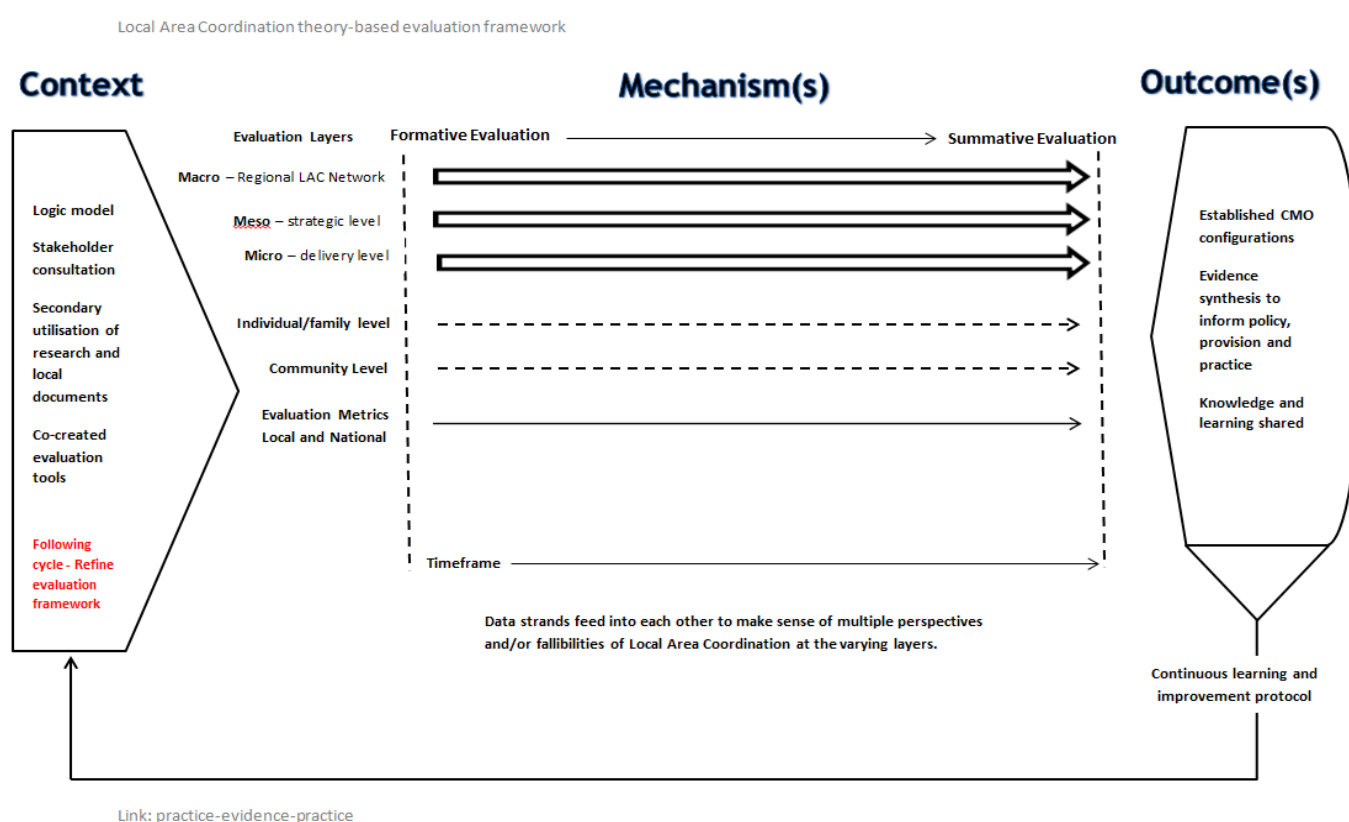 Local Area Coordination theory-based evaluation framework
Context
Mechanism(s)
Outcome(s)
Evaluation Layers
Formative Evaluation
Summative Evaluation
Macro – Regional LAC Network
Meso – strategic level
Micro – delivery level
Individual/family level
Community Level
Evaluation Metrics
Local and National
Timeframe
Logic model
Stakeholder
consultation
Secondary
utilisation of
research and
local
documents
Co-created
evaluation
tools
Following
cycle - Refine
evaluation
framework
Established CMO
configurations
Evidence
synthesis to
inform policy,
provision and
practice
Knowledge and
learning shared
Data strands feed into each other to make sense of multiple perspectives
and/or fallibilities of Local Area Coordination at the varying layers.
Continuous learning and
improvement protocol
Link: practice-evidence-practice